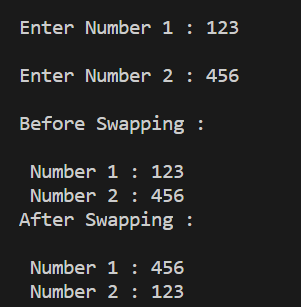 Enter Number 1 : 123
Enter Number 2 : 456
Before Swapping :
Number 1 : 123
Number 2 : 456
After Swapping :
Number 1 : 456
Number 2 : 123